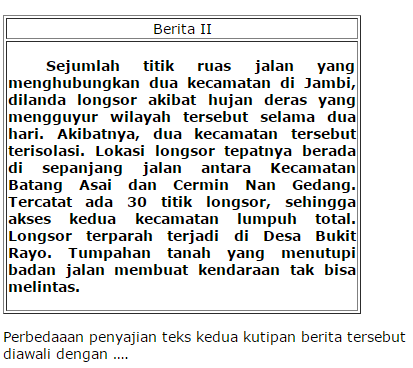 Berita II
Sejumlah titik ruas jalan yang
menghubungkan dua kecamatan di Jambi,
dilanda longsor akibat hujan deras yang
mengguyur wilayah tersebut selama dua
hari. Akibatnya, dua kecamatan tersebut
terisolasi. Lokasi longsor tepatnya berada
di sepanjang jalan antara Kecamatan
Batang Asai dan Cermin Nan Gedang.
Tercatat ada 30 titik longsor, sehingga
akses kedua kecamatan lumpuh total.
Longsor terparah terjadi di Desa Bukit
Rayo. Tumpahan tanah yang menutupi
badan jalan membuat kendaraan tak bisa
melintas.
Perbedaaan penyajian teks kedua kutipan berita tersebut
diawali dengan ....